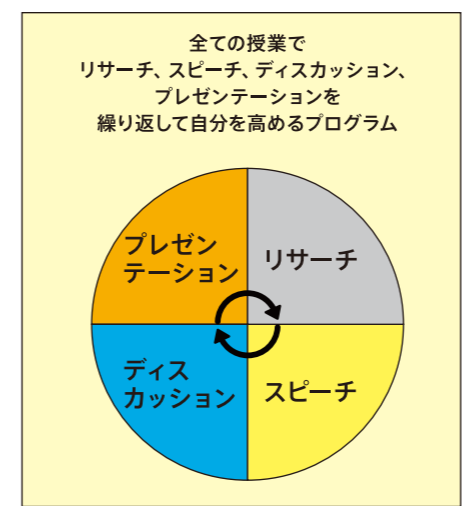 全ての授業で
リサーチ、スピーチ、ディスカッション、
プレゼンテーションを
繰り返して自分を高めるプログラム
プレゼン
テーション
リサーチ
ディス
カッション
スピーチ